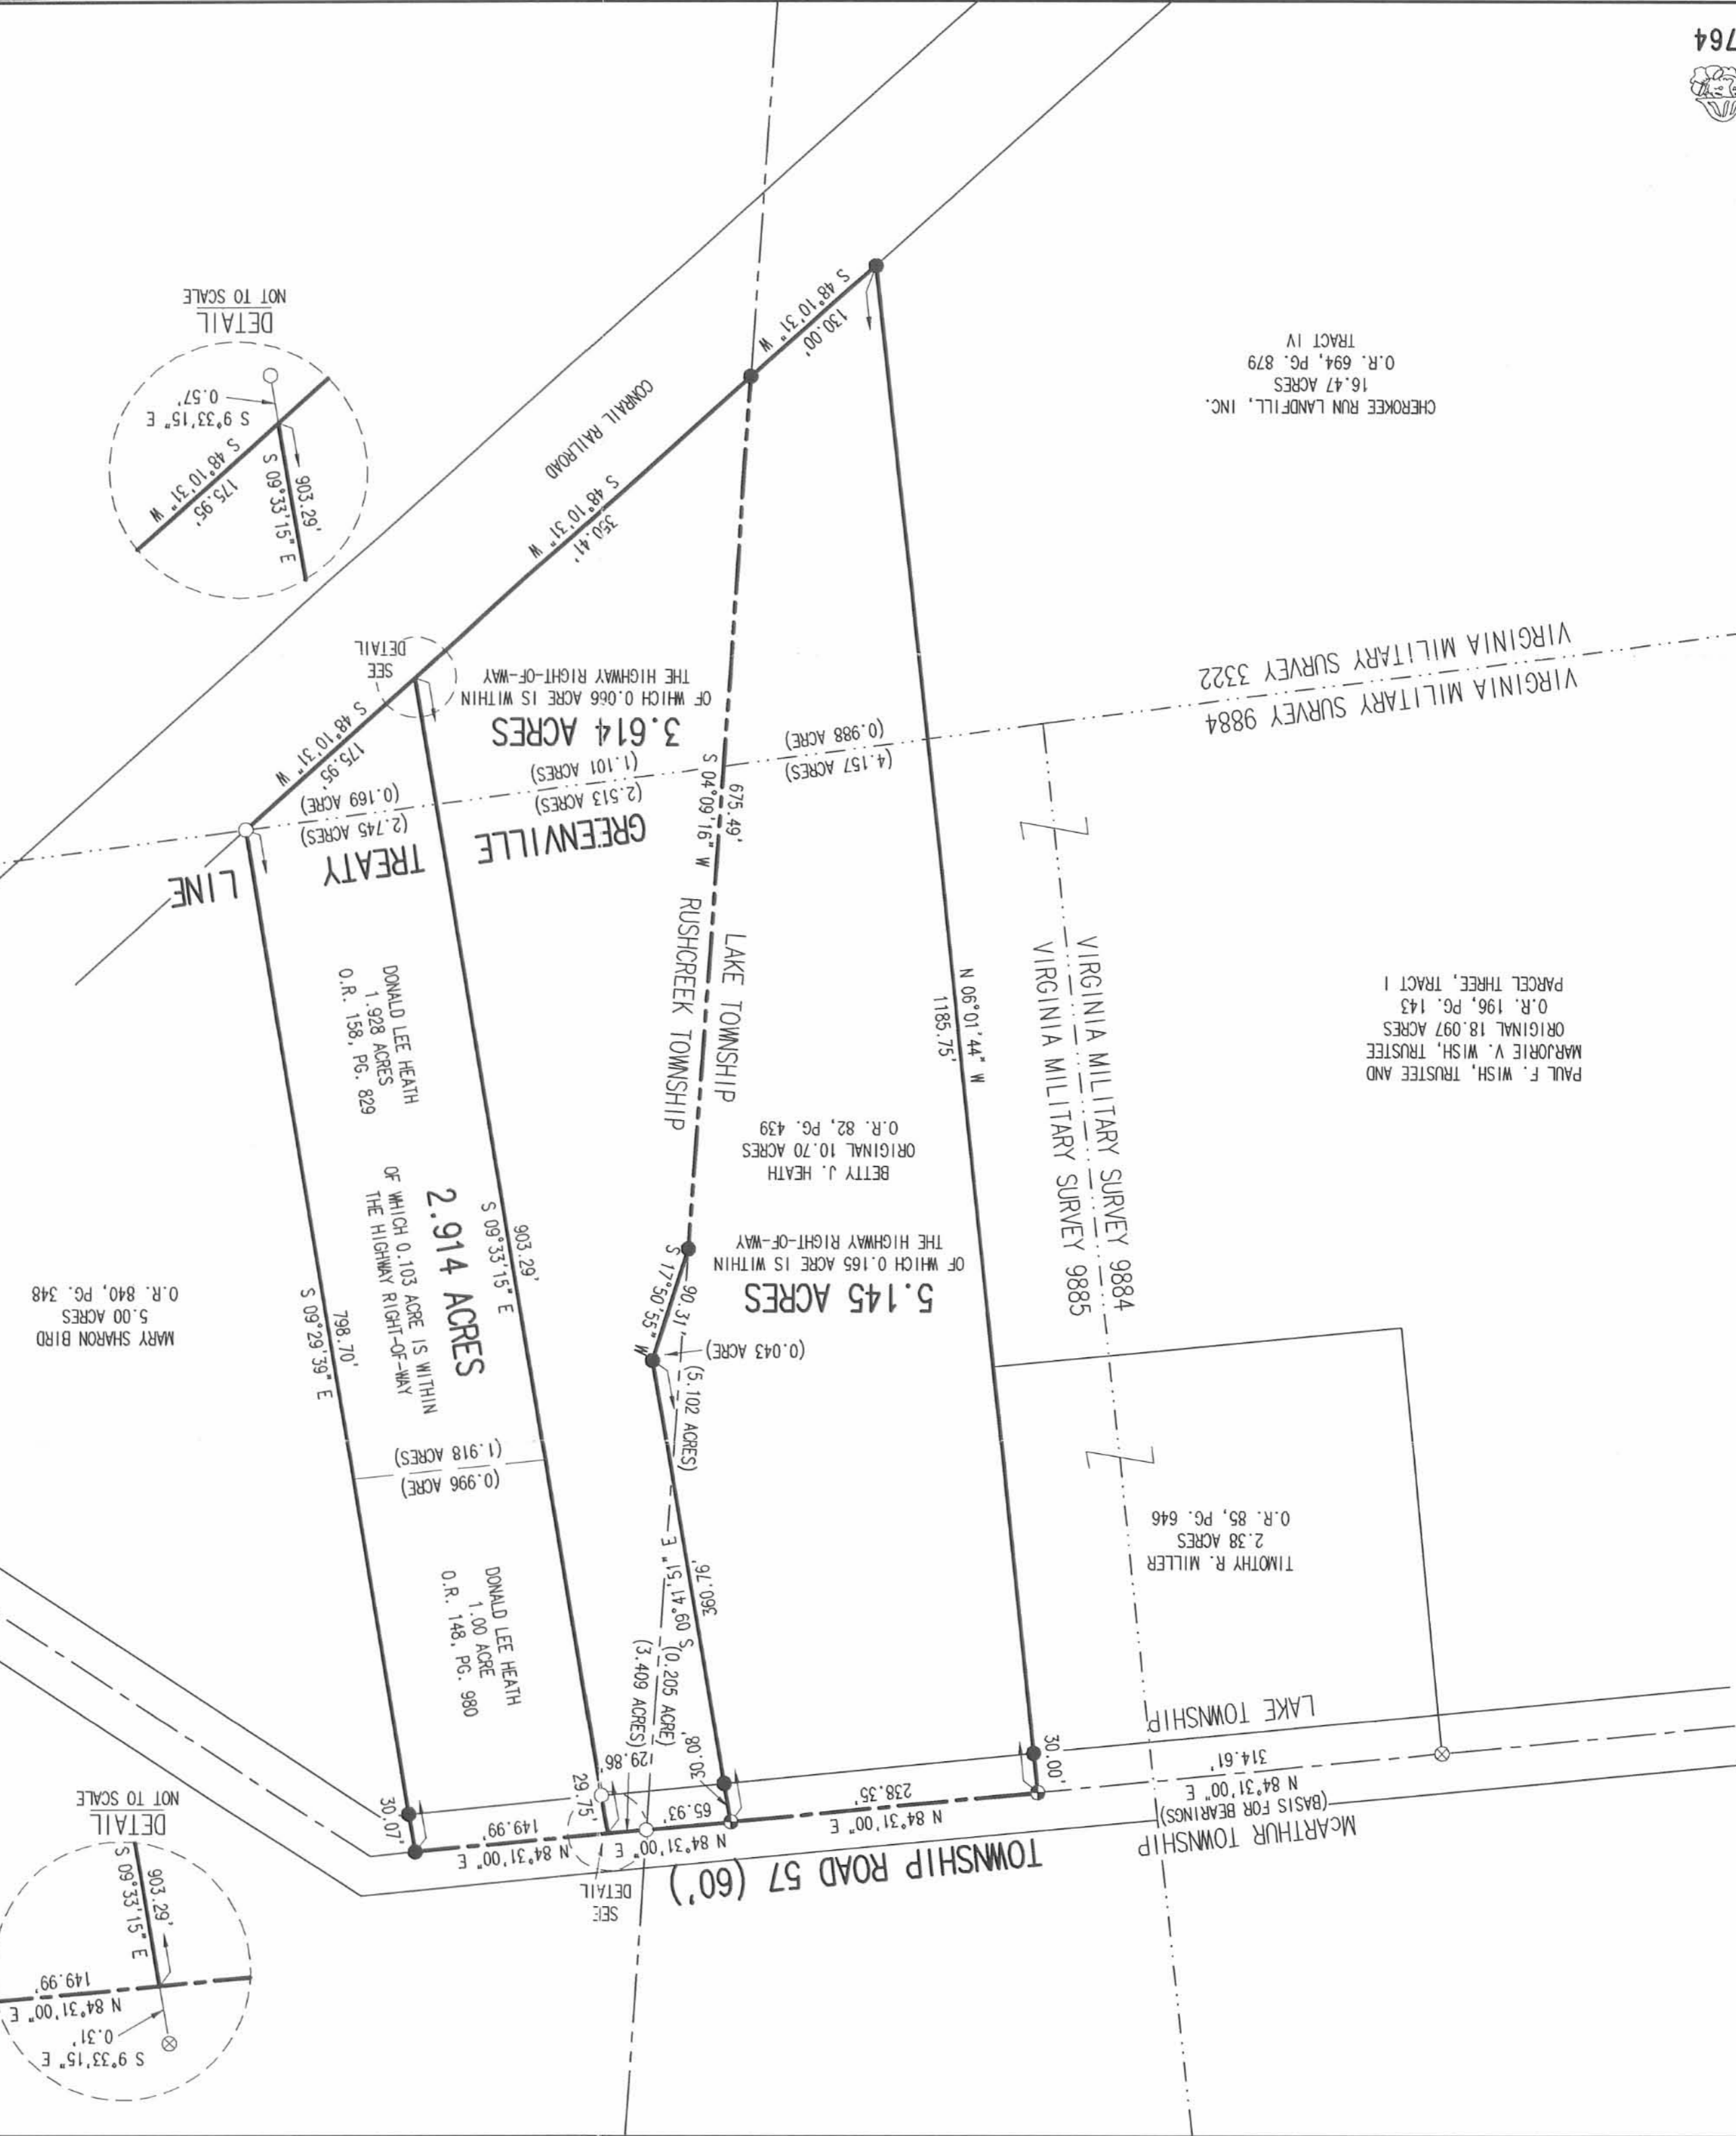 S 9°33'15" E
0.31'
N 84°31'00" E
149.99'
903.29'
S 09°33'15" E
DETAIL
NOT TO SCALE
McARTHUR TOWNSHIP
(BASIS FOR BEARINGS)
N 84°31'00" E
314.61'
LAKE TOWNSHIP
30.00'
TOWNSHIP ROAD 57 (60')
N 84°31'00" E
238.35'
SEE
DETAIL
N 84°31'00" E
65.93'
129.86'
30.08'
29.75'
N 84°31'00" E
149.99'
30.07'
(0.205 ACRE)
(3.409 ACRES)
S 09°41'51" E
360.76'
TIMOTHY R. MILLER
2.38 ACRES
O.R. 85, PG. 646
DONALD LEE HEATH
1.00 ACRE
O.R. 148, PG. 980
(0.996 ACRE)
(1.918 ACRES)
(5.102 ACRES)
(0.043 ACRE)
90.31'
S 17°50'55" W
5.145 ACRES
OF WHICH 0.165 ACRE IS WITHIN
THE HIGHWAY RIGHT-OF-WAY
BETTY J. HEATH
ORIGINAL 10.70 ACRES
O.R. 82, PG. 439
2.914 ACRES
OF WHICH 0.103 ACRE IS WITHIN
THE HIGHWAY RIGHT-OF-WAY
903.29'
S 09°33'15" E
798.70'
S 09°29'39" E
MARY SHARON BIRD
5.00 ACRES
O.R. 840, PG. 348
DONALD LEE HEATH
1.928 ACRES
O.R. 158, PG. 829
VIRGINIA MILITARY SURVEY 9884
VIRGINIA MILITARY SURVEY 9885
PAUL F. WISH, TRUSTEE AND
MARJORIE V. WISH, TRUSTEE
ORIGINAL 18.097 ACRES
O.R. 196, PG. 143
PARCEL THREE, TRACT I
N 06°01'44" W
1185.75'
LAKE TOWNSHIP
RUSHCREEK TOWNSHIP
675.49'
S 04°09'16" W
GREENVILLE TREATY LINE
(4.157 ACRES)
(0.988 ACRE)
(2.513 ACRES)
(1.101 ACRES)
(2.745 ACRES)
(0.169 ACRE)
3.614 ACRES
OF WHICH 0.066 ACRE IS WITHIN
THE HIGHWAY RIGHT-OF-WAY
175.95'
S 48°10'31" W
SEE
DETAIL
VIRGINIA MILITARY SURVEY 9884
VIRGINIA MILITARY SURVEY 3322
350.41'
S 48°10'31" W
CONRAIL RAILROAD
130.00'
S 48°10'31" W
CHEROKEE RUN LANDFILL, INC.
16.47 ACRES
O.R. 694, PG. 879
TRACT IV
903.29'
S 09°33'15" E
175.95'
S 48°10'31" W
S 9°33'15" E
0.57'
DETAIL
NOT TO SCALE
764